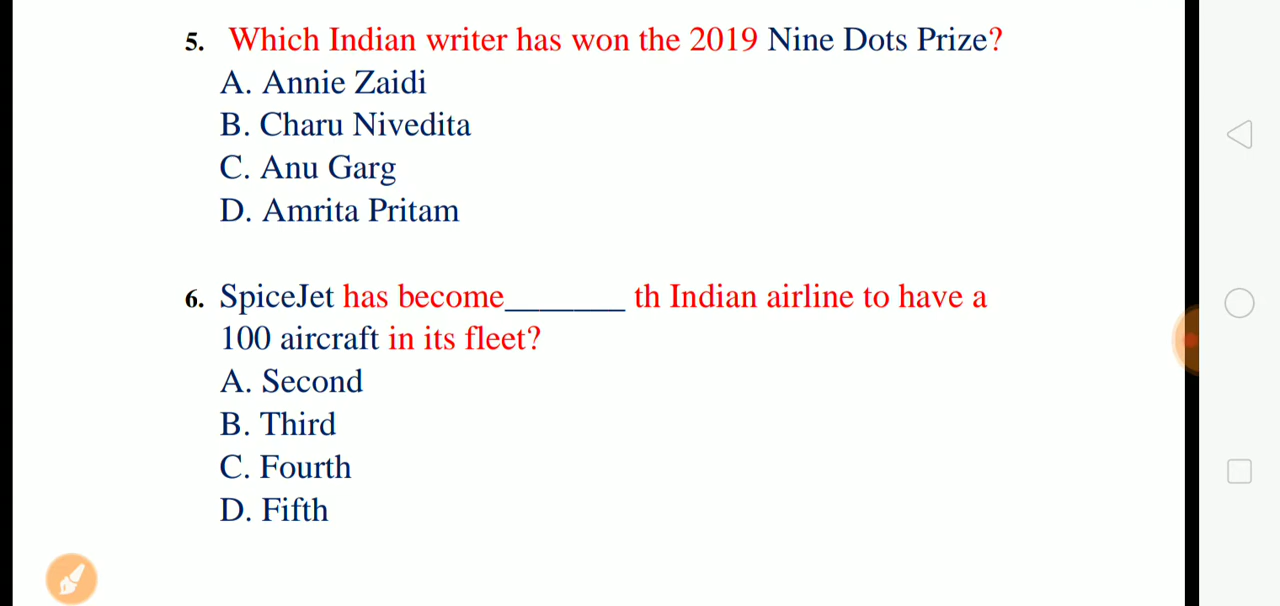 5. Which Indian writer has won the 2019 Nine Dots Prize?
A. Annie Zaidi
B. Charu Nivedita
C. Anu Garg
D. Amrita Pritam
6. SpiceJet has become_______ th Indian airline to have a
100 aircraft in its fleet?
A. Second
B. Third
C. Fourth
D. Fifth